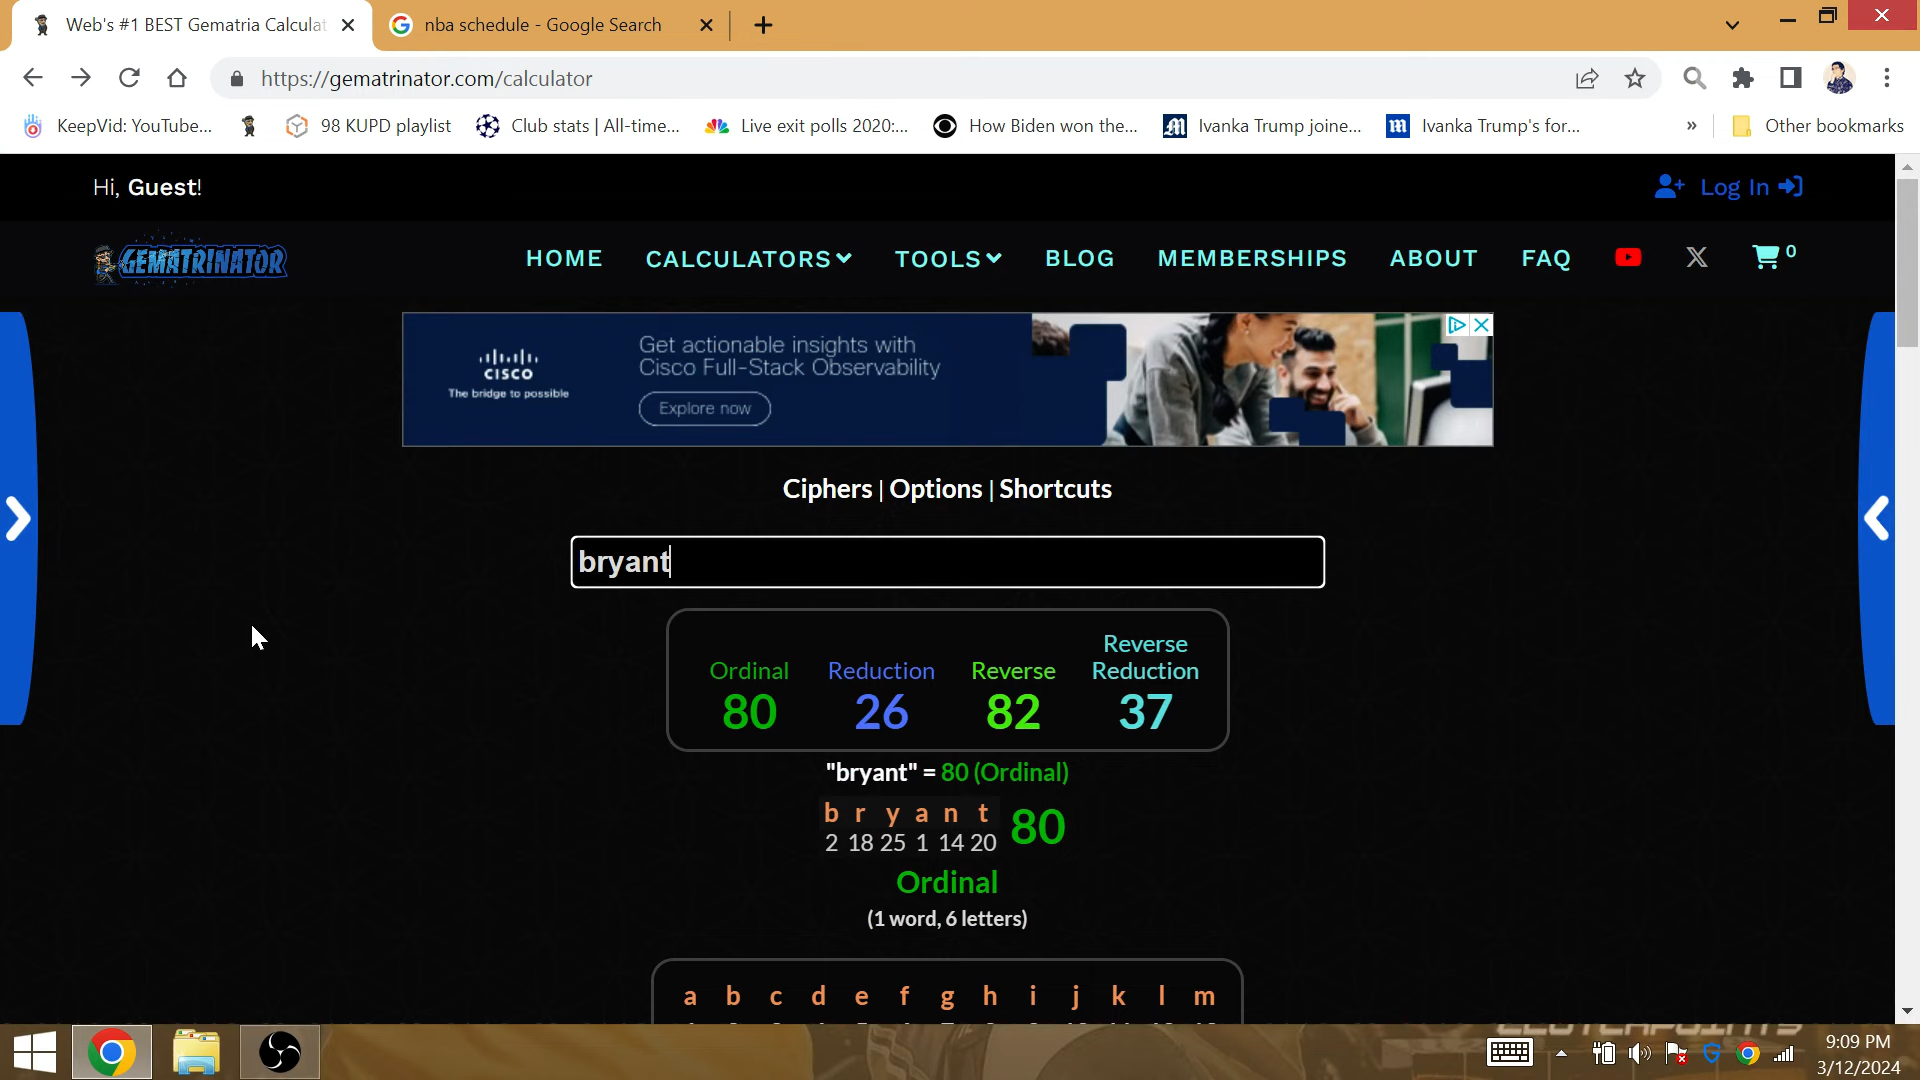 Web's #1 BEST Gematria Calculat
nba schedule - Google Search
https://gematrinator.com/calculator
KeepVid: YouTube...
98 KUPD playlist
Club stats | All-time...
Live exit polls 2020:...
How Biden won the...
Ivanka Trump joine...
Ivanka Trump's for...
»
Other bookmarks
Hi, Guest!
Log In
GEMATRINATOR
HOME
CALCULATORS
TOOLS
BLOG
MEMBERSHIPS
ABOUT
FAQ
0
CISCO
The bridge to possible
Get actionable insights with
Cisco Full-Stack Observability
Explore now
Ciphers | Options | Shortcuts
bryant
Ordinal
80
Reduction
26
Reverse
82
Reverse
Reduction
37
"bryant" = 80 (Ordinal)
b r y a n t
2 18 25 1 14 20
80
Ordinal
(1 word, 6 letters)
a b c d e f g h i j k l m
9:09 PM
3/12/2024